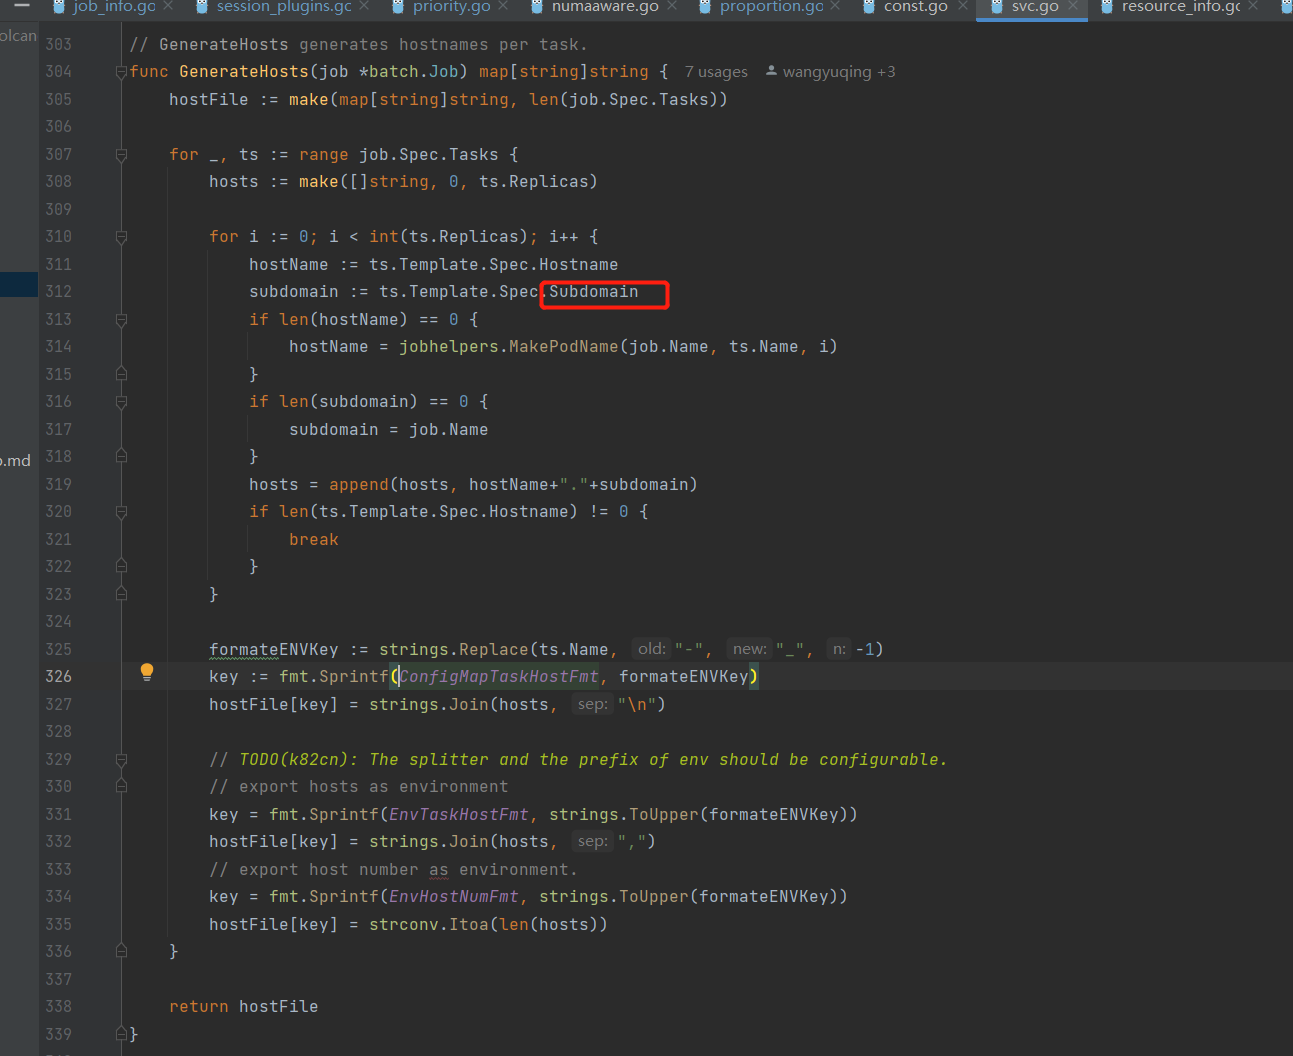 job_info.go session_plugins.go priority.go numaaware.go proportion.go const.go svc.go resource_info.go
olcan
o.md
303 // GenerateHosts generates hostnames per task.
304 func GenerateHosts(job *batch.Job) map[string]string { 7 usages wangyuqing +3
305 hostFile := make(map[string]string, len(job.Spec.Tasks))
306
307 for _, ts := range job.Spec.Tasks {
308 hosts := make([]string, 0, ts.Replicas)
309
310 for i := 0; i < int(ts.Replicas); i++ {
311 hostName := ts.Template.Spec.Hostname
312 subdomain := ts.Template.Spec.Subdomain
313 if len(hostName) == 0 {
314 hostName = jobhelpers.MakePodName(job.Name, ts.Name, i)
315 }
316 if len(subdomain) == 0 {
317 subdomain = job.Name
318 }
319 hosts = append(hosts, hostName+"."+subdomain)
320 if len(ts.Template.Spec.Hostname) != 0 {
321 break
322 }
323 }
324
325 formateENVKey := strings.Replace(ts.Name, old: "-", new: "_", n: -1)
326 key := fmt.Sprintf(ConfigMapTaskHostFmt, formateENVKey)
327 hostFile[key] = strings.Join(hosts, sep: "\n")
328
329 // TODO(k82cn): The splitter and the prefix of env should be configurable.
330 // export hosts as environment
331 key = fmt.Sprintf(EnvTaskHostFmt, strings.ToUpper(formateENVKey))
332 hostFile[key] = strings.Join(hosts, sep: ",")
333 // export host number as environment.
334 key = fmt.Sprintf(EnvHostNumFmt, strings.ToUpper(formateENVKey))
335 hostFile[key] = strconv.Itoa(len(hosts))
336 }
337
338 return hostFile
339 }